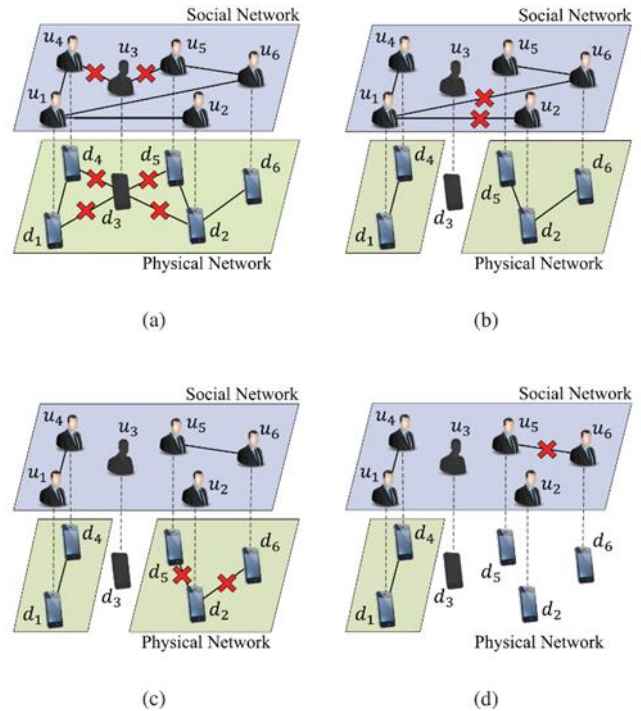 Social Network
u₄ u₃ u₅ u₆
u₁ u₂
d₄ d₅ d₆
d₃
d₁ d₂
Physical Network
(a)
Social Network
u₄ u₃ u₅ u₆
u₁ u₂
d₄ d₅ d₆
d₃
d₁ d₂
Physical Network
(b)
Social Network
u₄ u₃ u₅ u₆
u₁ u₂
d₄ d₅ d₆
d₃ d₂
d₁
Physical Network
(c)
Social Network
u₄ u₃ u₅ u₆
u₁ u₂
d₄ d₅ d₆
d₃
d₁ d₂
Physical Network
(d)